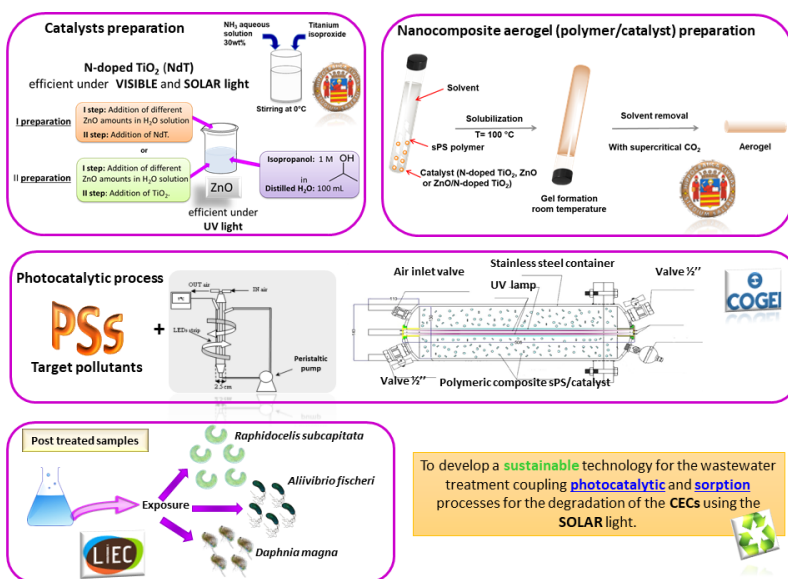 Catalysts preparation
NH3 aqueous
solution
30wt%
Titanium
isoproxide
N-doped TiO2 (NdT)
efficient under VISIBLE and SOLAR light
Stirring at 0°C
I preparation
I step: Addition of different
ZnO amounts in H2O solution
II step: Addition of NdT.
or
II preparation
I step: Addition of different
ZnO amounts in H2O solution
II step: Addition of TiO2.
ZnO
efficient under
UV light
Isopropanol: 1 M
OH
in
Distilled H2O: 100 mL
Nanocomposite aerogel (polymer/catalyst) preparation
Solvent
sPS polymer
Catalyst (N-doped TiO2, ZnO
or ZnO/N-doped TiO2)
Solubilization
T= 100 °C
Gel formation
room temperature
Solvent removal
With supercritical CO2
Aerogel
Photocatalytic process
PSs
+
Target pollutants
OUT air
IN air
LEDs strip
2.5 cm
Peristaltic
pump
Stainless steel container
Air inlet valve
UV lamp
Valve ½''
Valve ½''
Polymeric composite sPS/catalyst
COGEI
Post treated samples
Exposure
Raphidocelis subcapitata
Aliivibrio fischeri
Daphnia magna
LIEC
To develop a sustainable technology for the wastewater
treatment coupling photocatalytic and sorption
processes for the degradation of the CECs using the
SOLAR light.